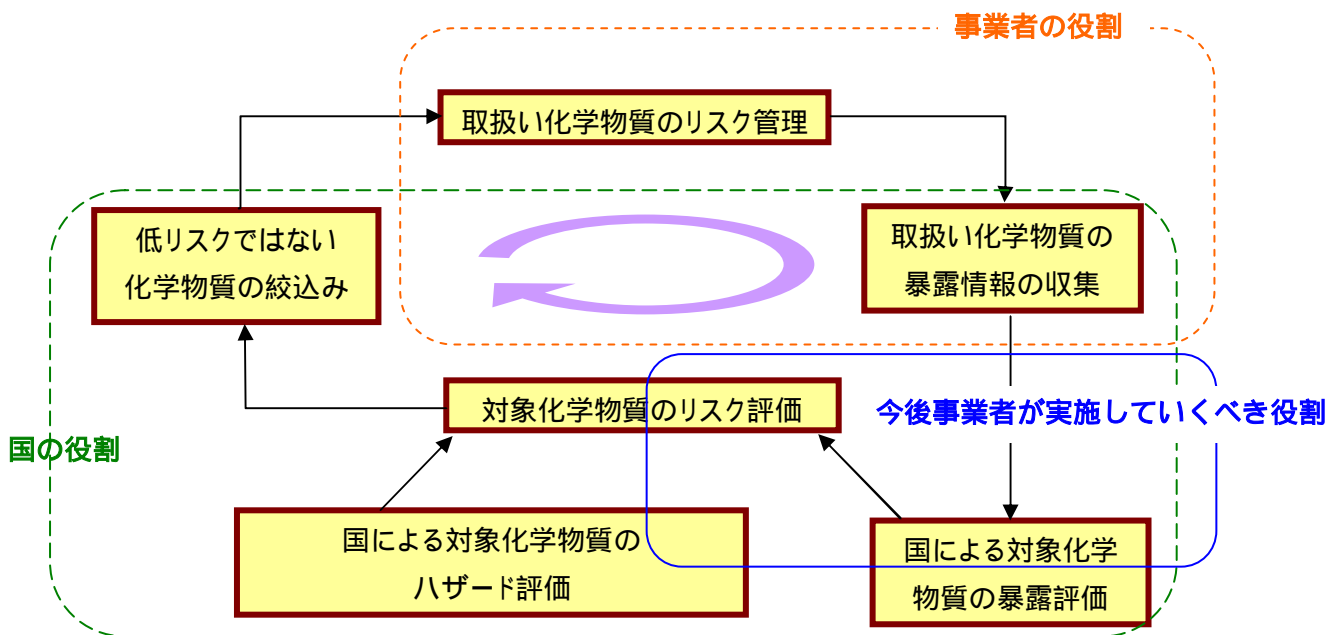 事業者の役割
取扱い化学物質のリスク管理
低リスクではない
化学物質の絞込み
取扱い化学物質の
暴露情報の収集
対象化学物質のリスク評価
今後事業者が実施していくべき役割
国の役割
国による対象化学物質の
ハザード評価
国による対象化学
物質の暴露評価